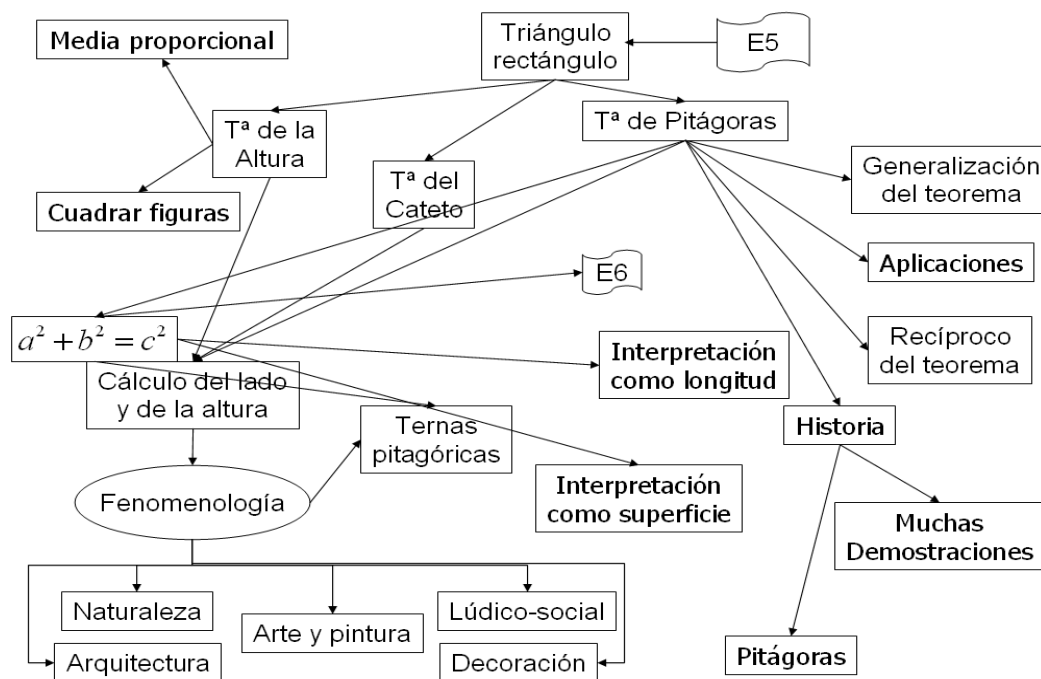 Media proporcional
Triángulo
rectángulo
E5
Tª de la
Altura
Tª de Pitágoras
Generalización
del teorema
Tª del
Cateto
Cuadrar figuras
Aplicaciones
E6
a² + b² = c²
Interpretación
como longitud
Recíproco
del teorema
Cálculo del lado
y de la altura
Ternas
pitagóricas
Historia
Fenomenología
Interpretación
como superficie
Muchas
Demostraciones
Naturaleza
Arte y pintura
Lúdico-social
Arquitectura
Decoración
Pitágoras